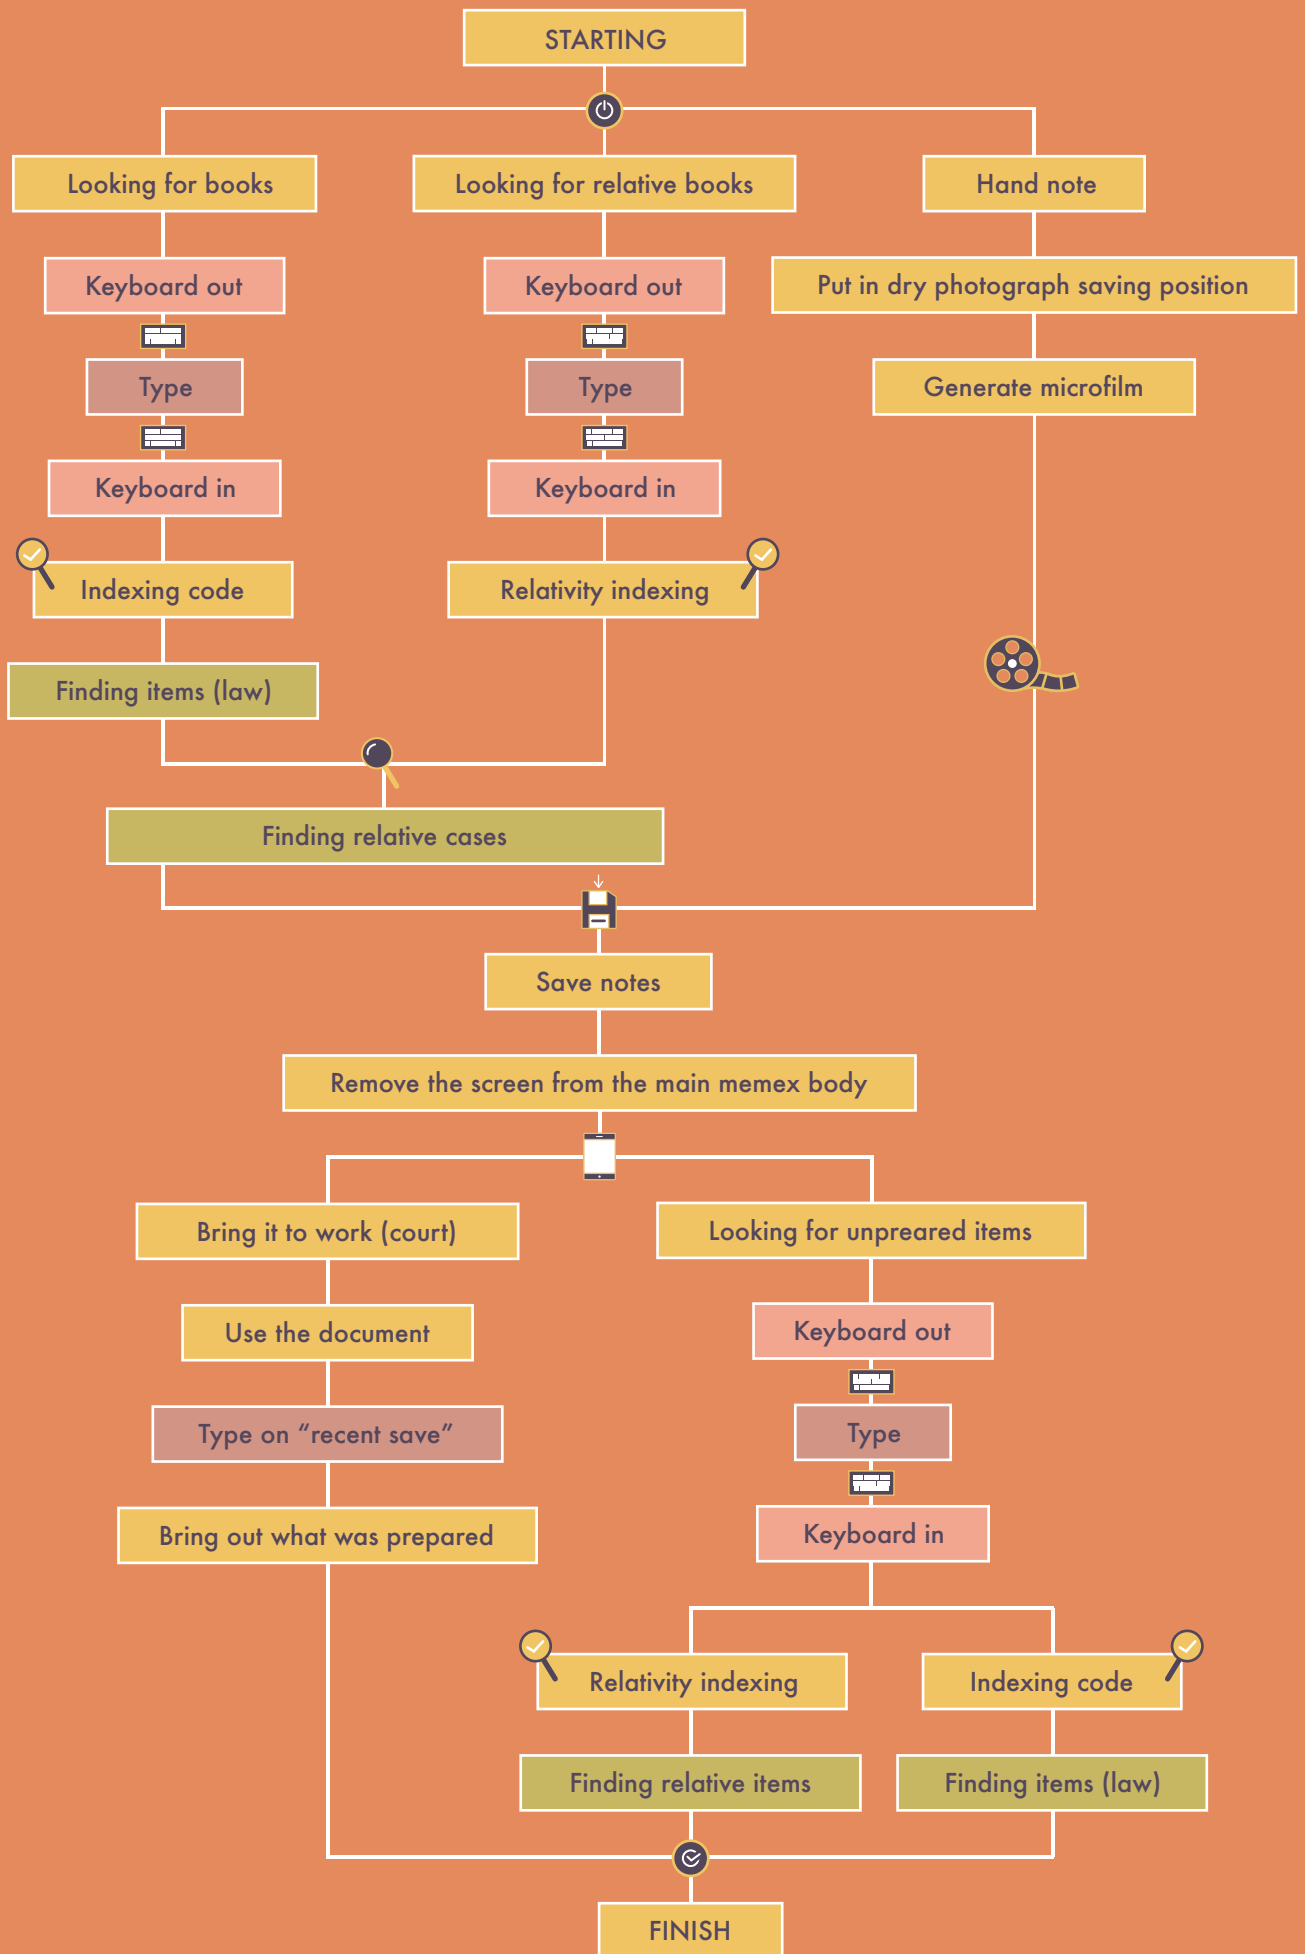 STARTING
Looking for books
Looking for relative books
Hand note
Keyboard out
Keyboard out
Put in dry photograph saving position
Type
Type
Generate microfilm
Keyboard in
Keyboard in
Indexing code
Relativity indexing
Finding items (law)
Finding relative cases
Save notes
Remove the screen from the main memex body
Bring it to work (court)
Looking for unpreared items
Use the document
Keyboard out
Type on “recent save”
Type
Bring out what was prepared
Keyboard in
Relativity indexing
Indexing code
Finding relative items
Finding items (law)
FINISH